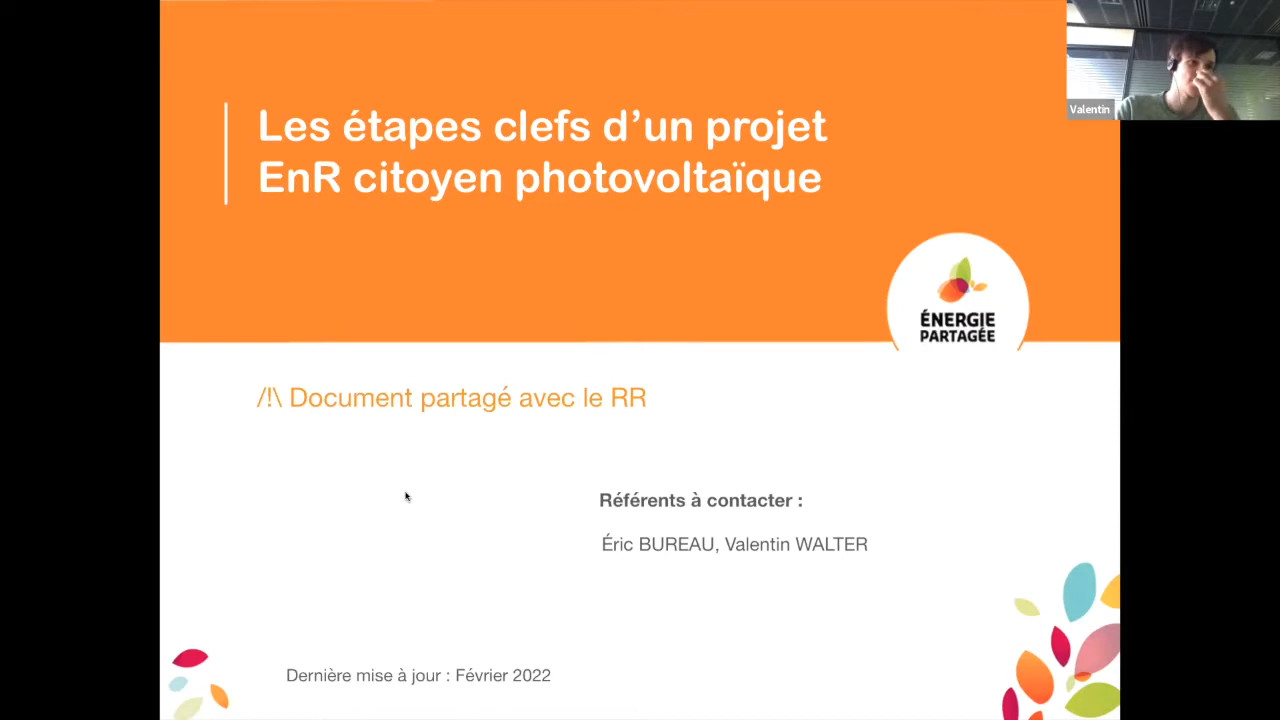 Les étapes clefs d’un projet
EnR citoyen photovoltaïque
Valentin
ÉNERGIE
PARTAGÉE
/!\ Document partagé avec le RR
Référents à contacter :
Éric BUREAU, Valentin WALTER
Dernière mise à jour : Février 2022